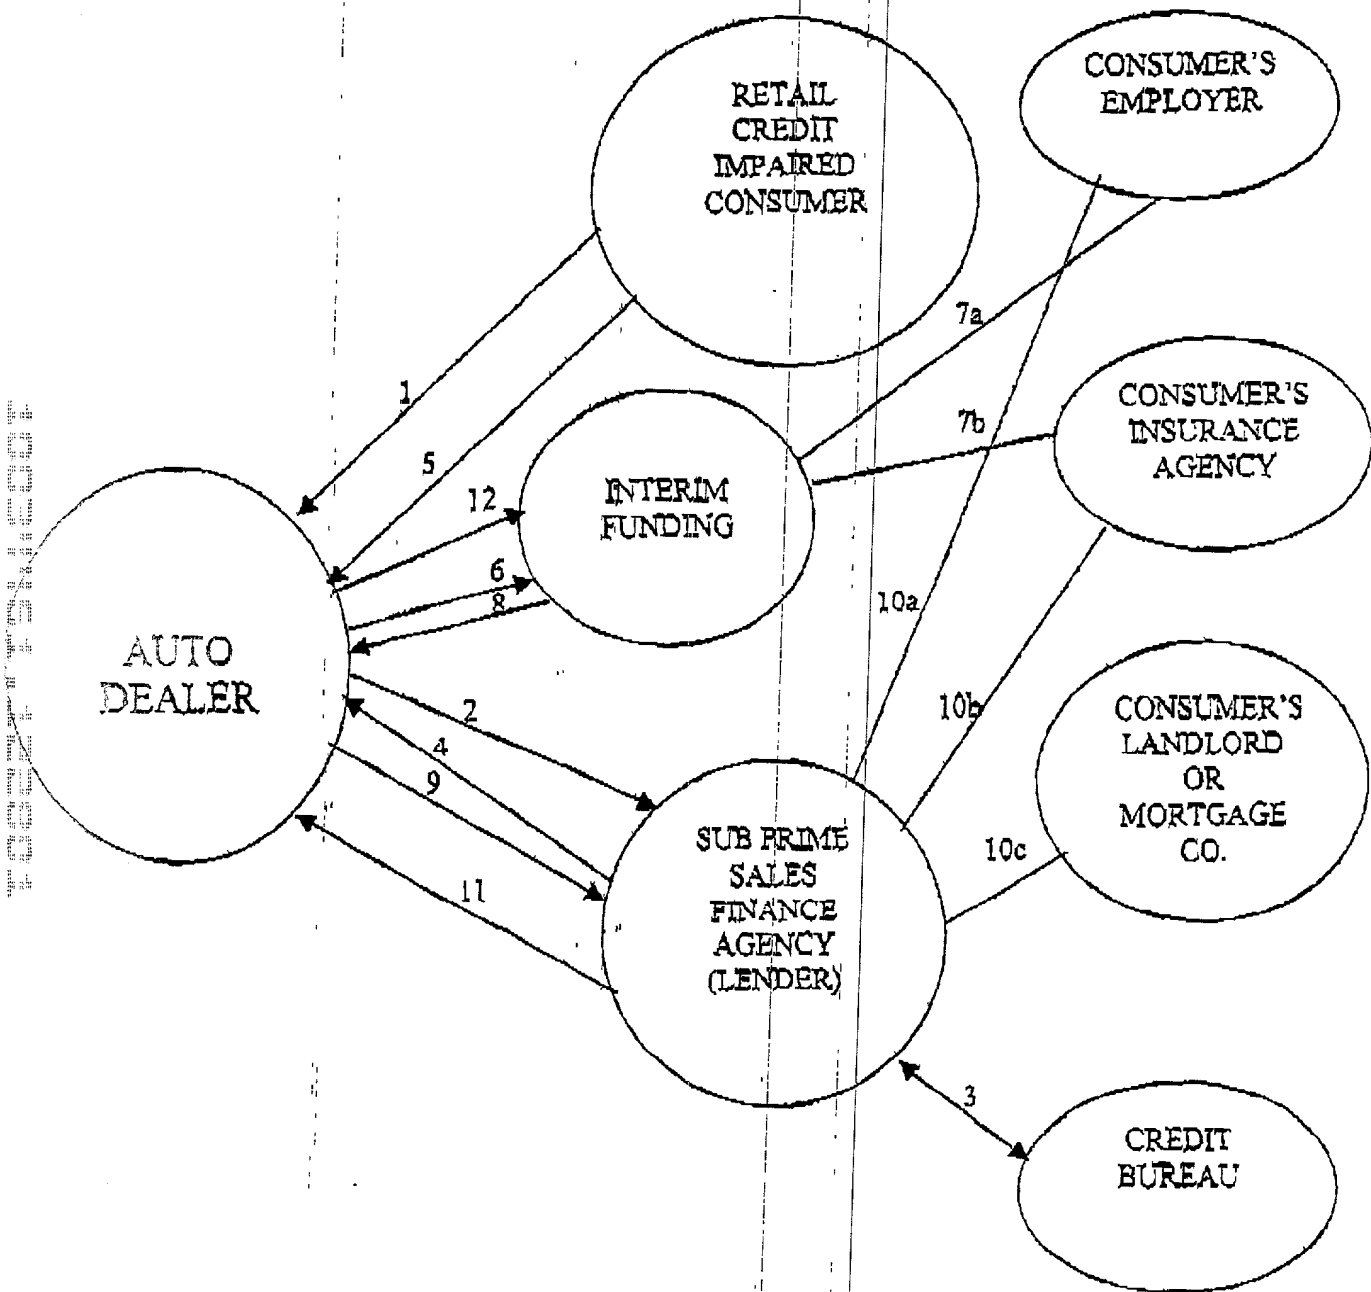 RETAIL
CREDIT
IMPAIRED
CONSUMER
CONSUMER'S
EMPLOYER
7a
1
5
12
INTERIM
FUNDING
7b
CONSUMER'S
INSURANCE
AGENCY
6
8
10a
AUTO
DEALER
2
4
9
11
10b
CONSUMER'S
LANDLORD
OR
MORTGAGE
CO.
SUB PRIME
SALES
FINANCE
AGENCY
(LENDER)
10c
3
CREDIT
BUREAU